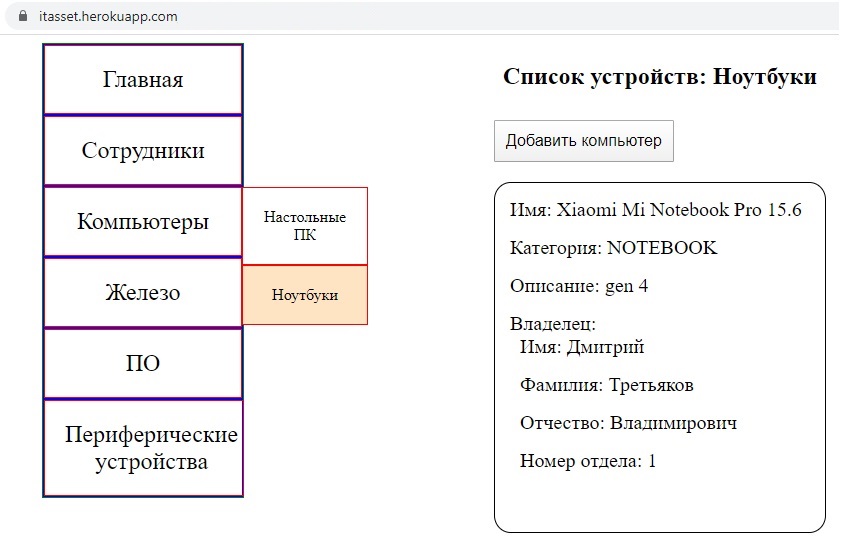 itasset.herokuapp.com
Главная
Сотрудники
Компьютеры
Железо
ПО
Периферические
устройства
Настольные
ПК
Ноутбуки
Список устройств: Ноутбуки
Добавить компьютер
Имя: Xiaomi Mi Notebook Pro 15.6
Категория: NOTEBOOK
Описание: gen 4
Владелец:
Имя: Дмитрий
Фамилия: Третьяков
Отчество: Владимирович
Номер отдела: 1